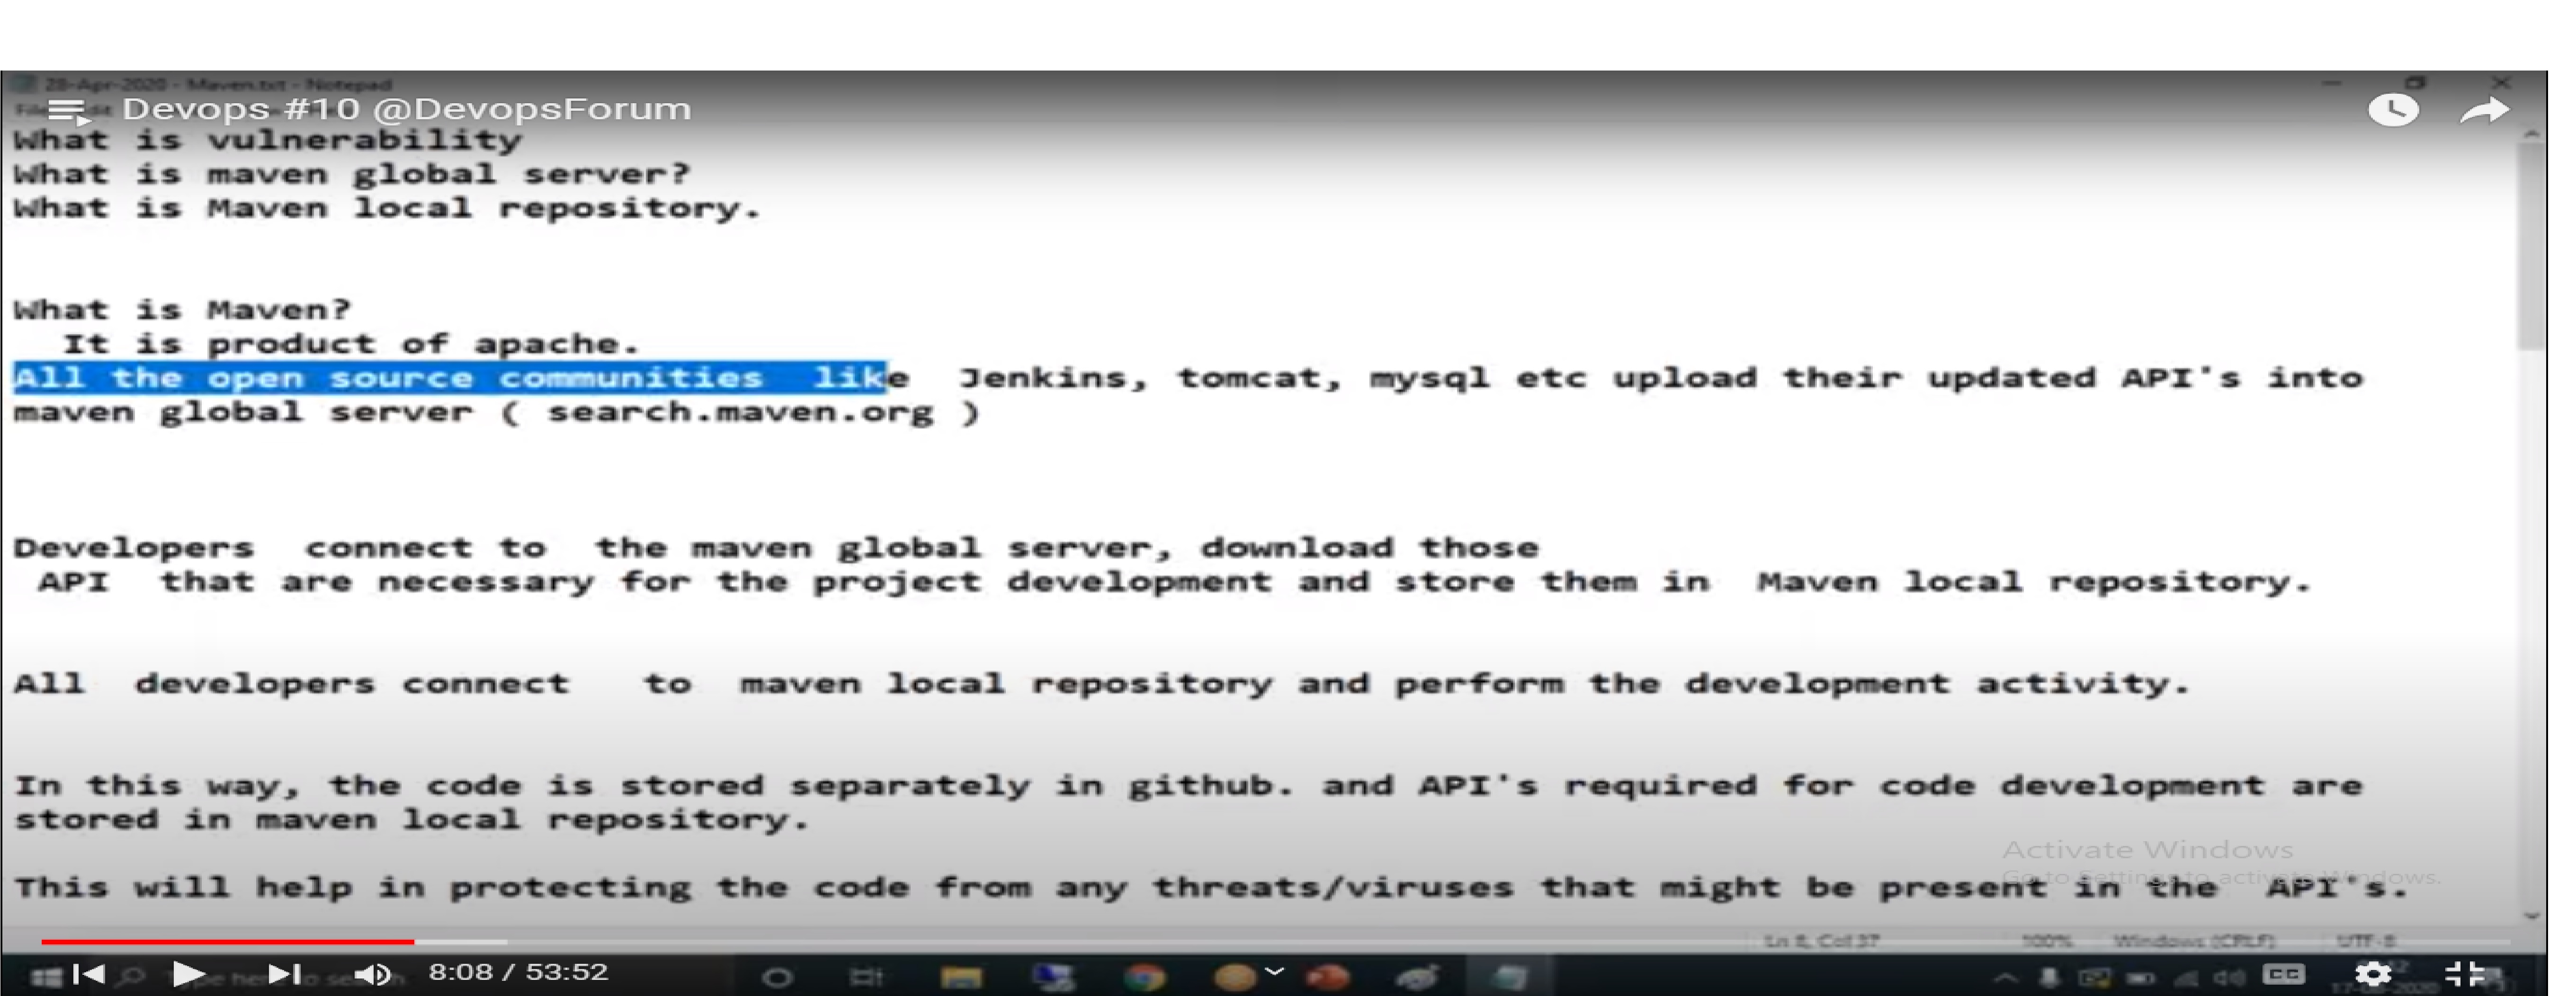 28-Apr-2020 - Maven.txt - Notepad
Devops #10 @DevopsForum
What is vulnerability
What is maven global server?
What is Maven local repository.
What is Maven?
It is product of apache.
All the open source communities like Jenkins, tomcat, mysql etc upload their updated API's into
maven global server ( search.maven.org )
Developers connect to the maven global server, download those
API that are necessary for the project development and store them in Maven local repository.
All developers connect to maven local repository and perform the development activity.
In this way, the code is stored separately in github. and API's required for code development are
stored in maven local repository.
Activate Windows
Go to Settings to activate Windows.
This will help in protecting the code from any threats/viruses that might be present in the API's.
Ln 8, Col 37 100% Windows (CRLF) UTF-8
8:08 / 53:52
CC